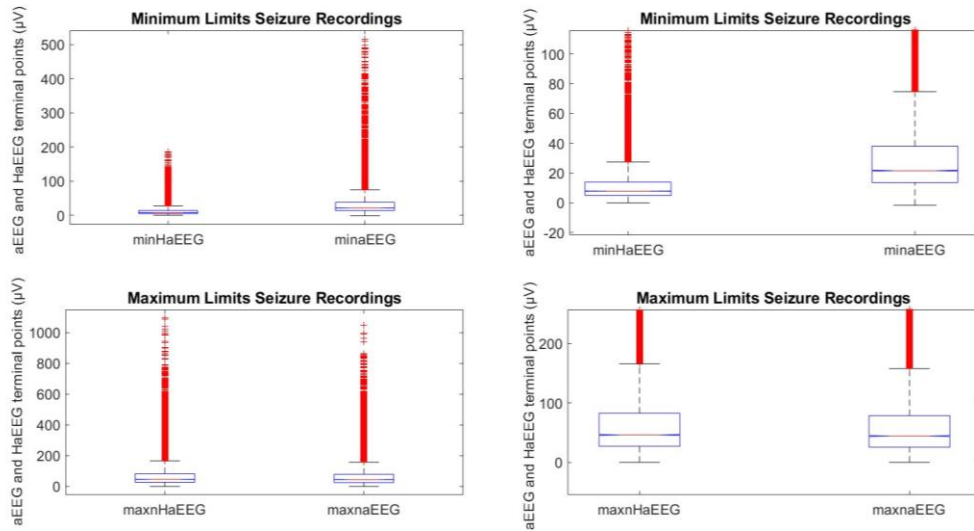 Minimum Limits Seizure Recordings
aEEG and HaEEG terminal points (µV)
500
400
300
200
100
0
minHaEEG
minaEEG
Minimum Limits Seizure Recordings
aEEG and HaEEG terminal points (µV)
100
80
60
40
20
0
-20
minHaEEG
minaEEG
Maximum Limits Seizure Recordings
aEEG and HaEEG terminal points (µV)
1000
800
600
400
200
0
maxnHaEEG
maxnaEEG
Maximum Limits Seizure Recordings
aEEG and HaEEG terminal points (µV)
200
100
0
maxnHaEEG
maxnaEEG